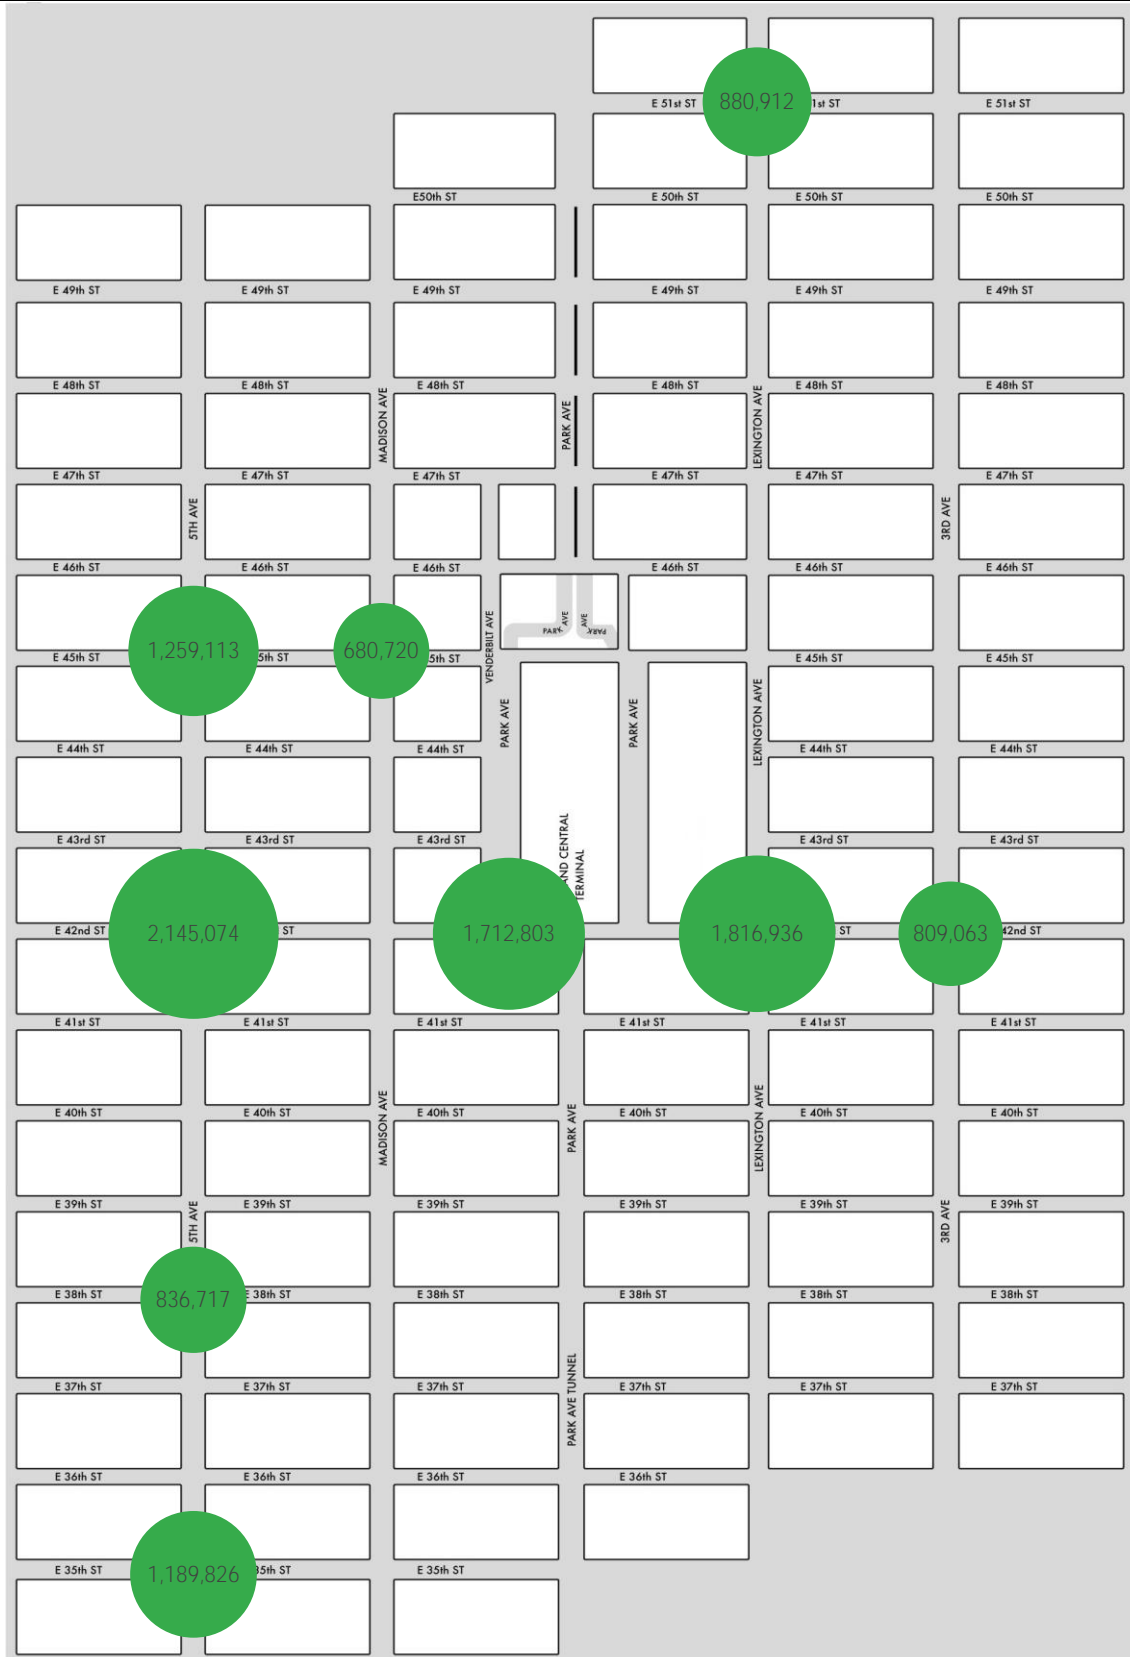 E 51st ST
880,912
1st ST
E 51st ST
E50th ST
E 50th ST
E 50th ST
E 50th ST
E 49th ST
E 49th ST
E 49th ST
E 49th ST
E 49th ST
E 49th ST
E 48th ST
E 48th ST
E 48th ST
E 48th ST
E 48th ST
E 48th ST
MADISON AVE
PARK AVE
LEXINGTON AVE
E 47th ST
E 47th ST
E 47th ST
E 47th ST
E 47th ST
E 47th ST
5TH AVE
3RD AVE
E 46th ST
E 46th ST
E 46th ST
E 46th ST
E 46th ST
E 46th ST
PARK AVE
PARK AVE
VENDERBILT AVE
1,259,113
5th ST
680,720
5th ST
E 45th ST
E 45th ST
PARK AVE
PARK AVE
LEXINGTON AtVE
E 44th ST
E 44th ST
E 44th ST
E 44th ST
E 44th ST
E 43rd ST
E 43rd ST
E 43rd ST
E 43rd ST
E 43rd ST
AND CENTRAL
TERMINAL
E 42nd ST
2,145,074
ST
1,712,803
1,816,936
ST
809,063
42nd ST
E 41st ST
E 41st ST
E 41st ST
E 41st ST
E 41st ST
E 41st ST
E 40th ST
E 40th ST
E 40th ST
E 40th ST
E 40th ST
E 40th ST
MADISON AVE
PARK AVE
LEXINGTON AtVE
E 39th ST
E 39th ST
E 39th ST
E 39th ST
E 39th ST
E 39th ST
5TH AVE
3RD AVE
E 38th ST
836,717
E 38th ST
E 38th ST
E 38th ST
E 38th ST
E 38th ST
E 37th ST
E 37th ST
E 37th ST
E 37th ST
E 37th ST
E 37th ST
PARK AVE TUNNEL
E 36th ST
E 36th ST
E 36th ST
E 36th ST
E 35th ST
1,189,826
35th ST
E 35th ST